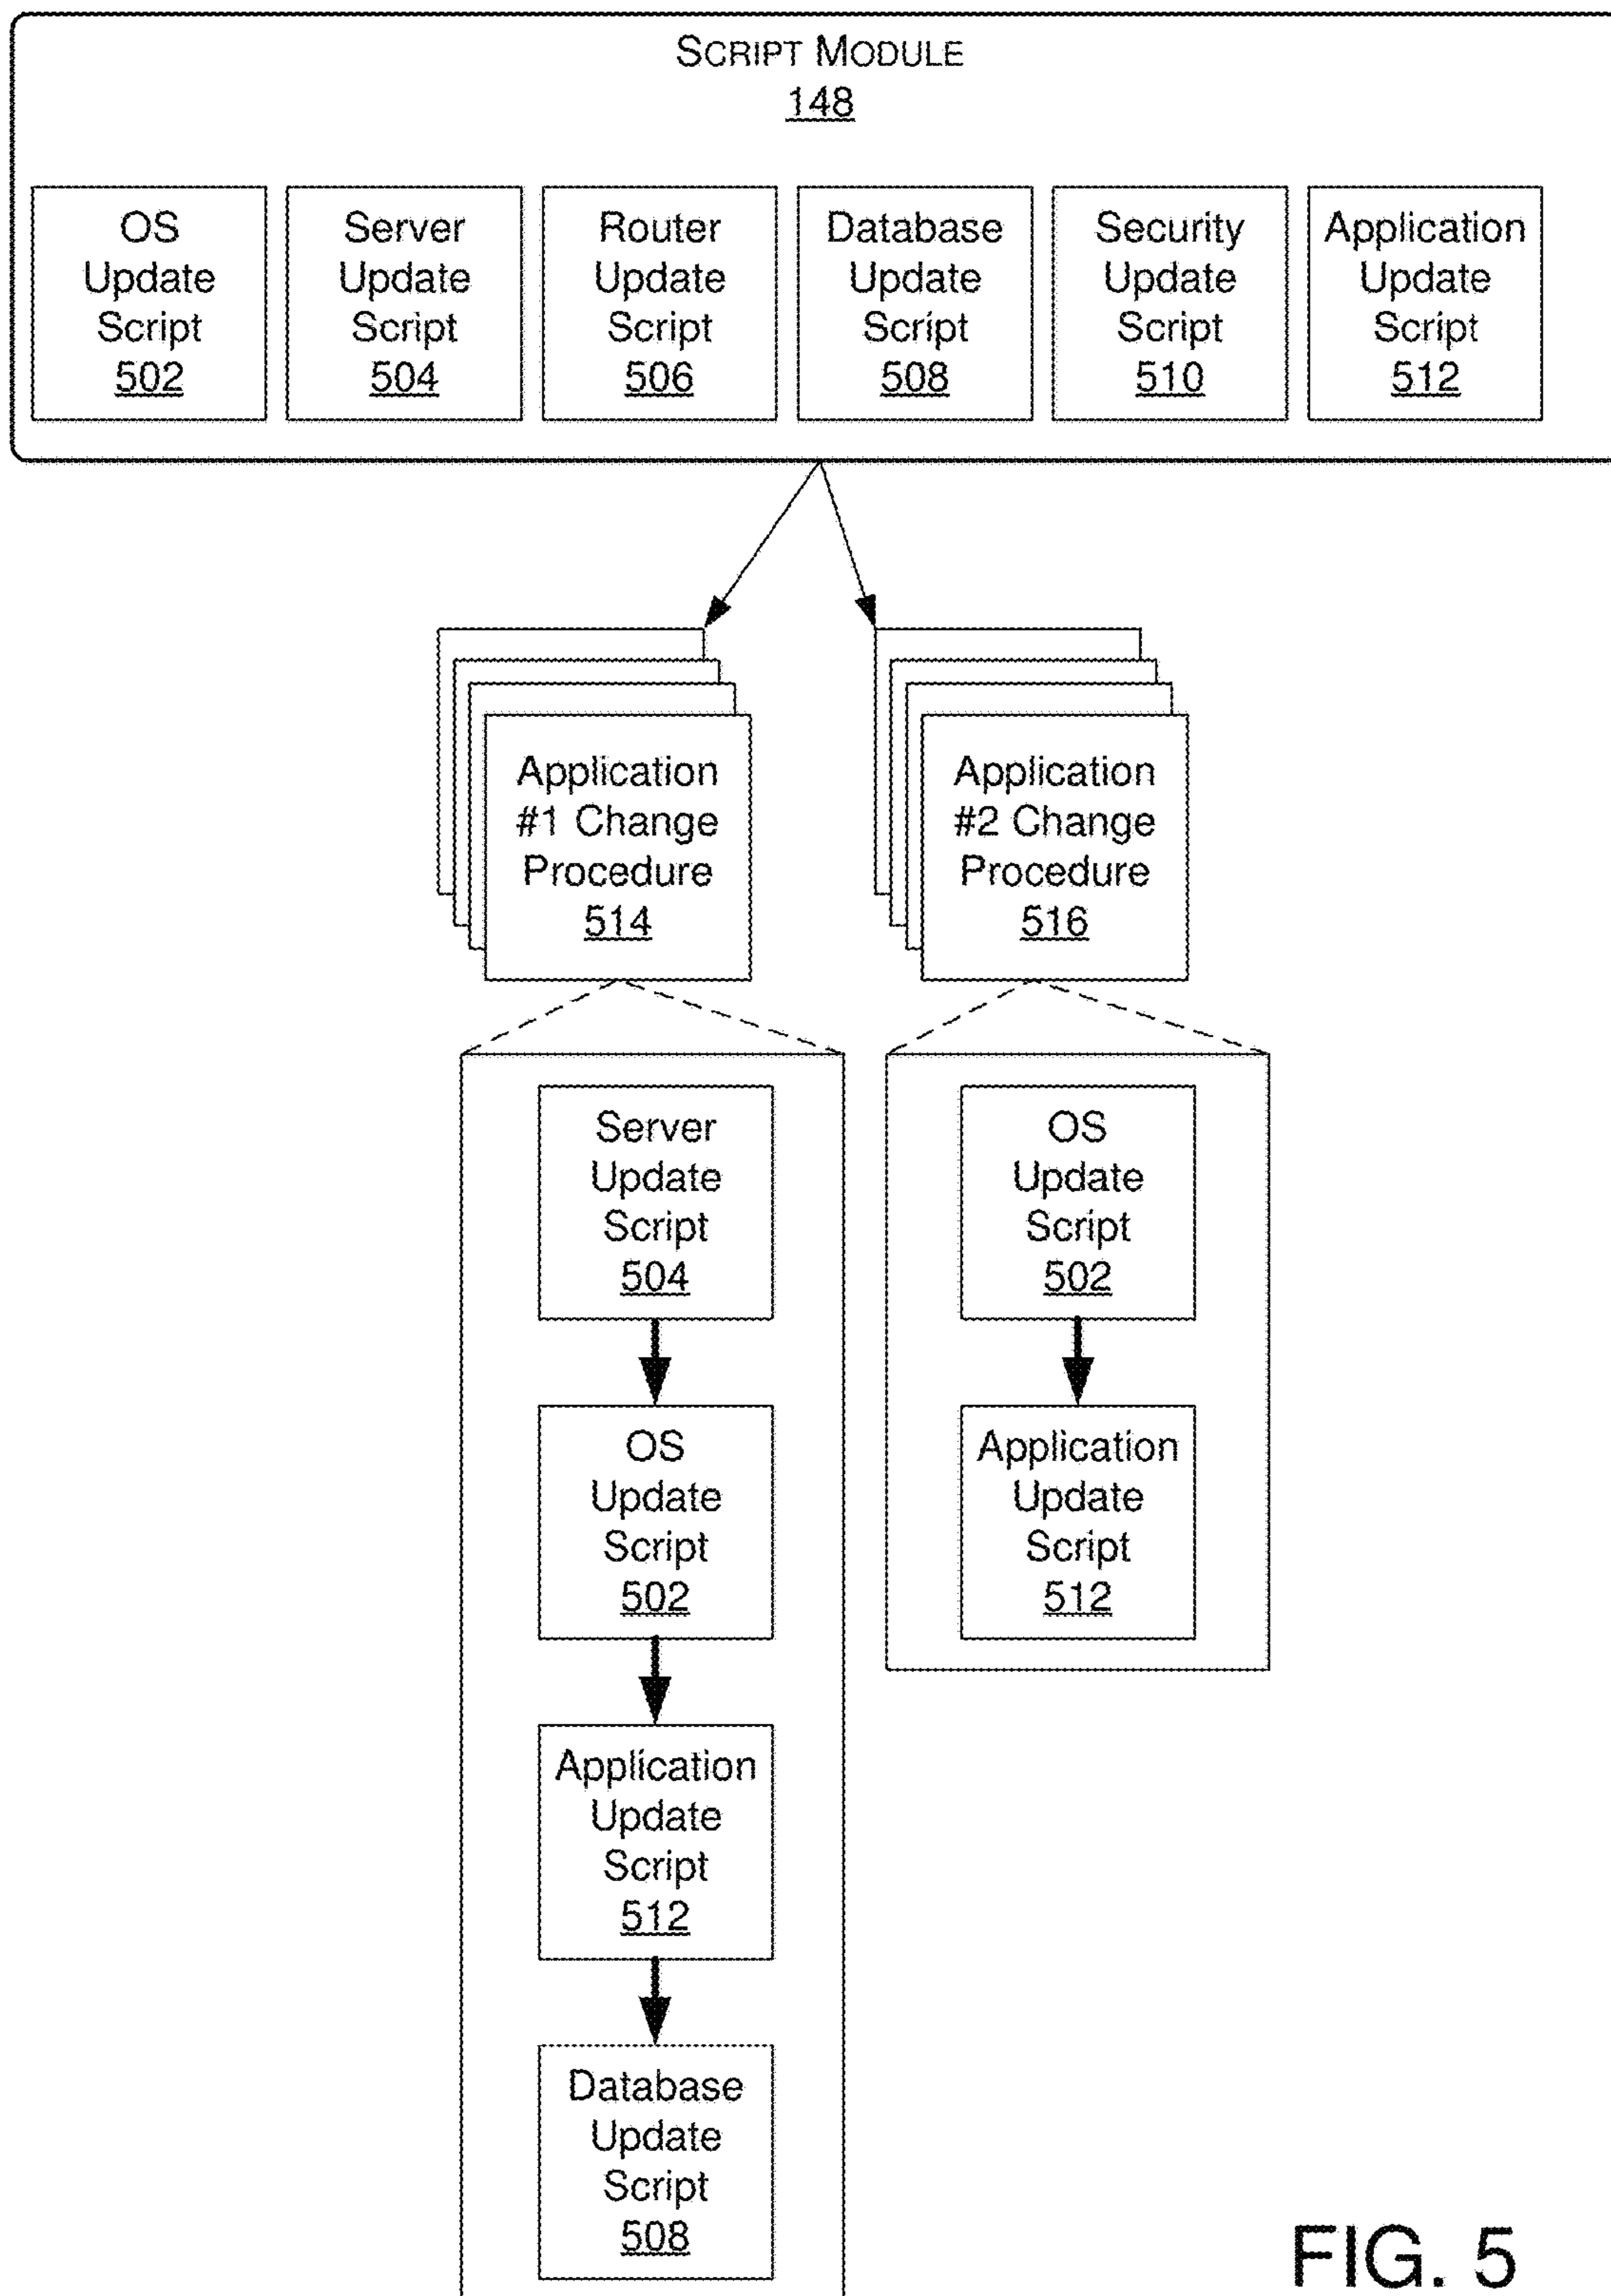 SCRIPT MODULE
148
OS
Update
Script
502
Server
Update
Script
504
Router
Update
Script
506
Database
Update
Script
508
Security
Update
Script
510
Application
Update
Script
512
Application
#1 Change
Procedure
514
Application
#2 Change
Procedure
516
Server
Update
Script
504
OS
Update
Script
502
Application
Update
Script
512
Database
Update
Script
508
OS
Update
Script
502
Application
Update
Script
512
FIG. 5